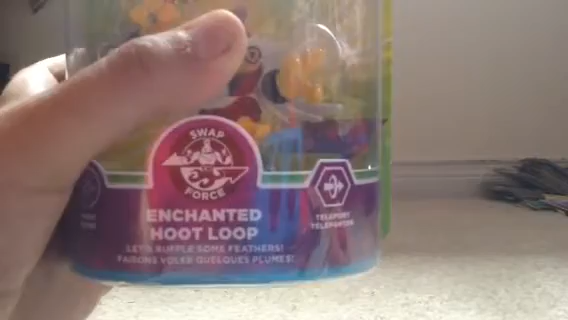 SWAP
FORCE
ENCHANTED
HOOT LOOP
LET'S RUFFLE SOME FEATHERS!
FAISONS VOLER QUELQUES PLUMES!
TELEPORT
TÉLÉPORTER